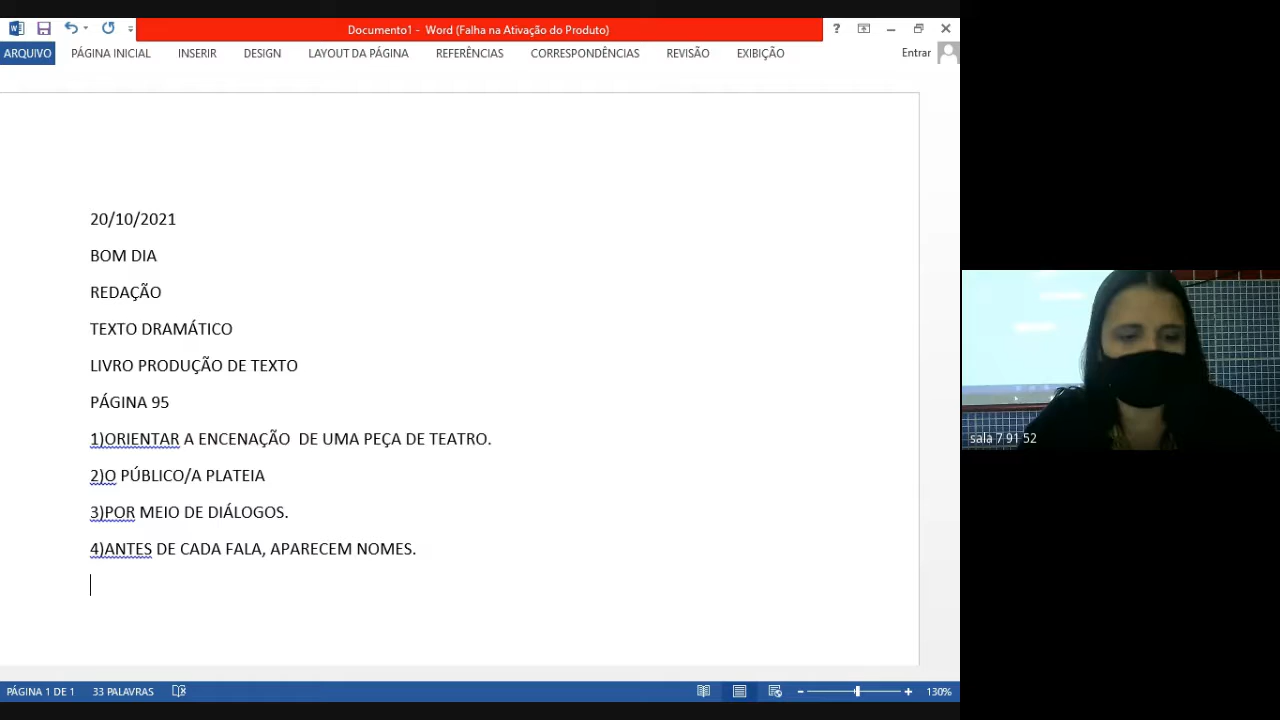 Documento1 - Word (Falha na Ativação do Produto)
?
ARQUIVO PÁGINA INICIAL INSERIR DESIGN LAYOUT DA PÁGINA REFERÊNCIAS CORRESPONDÊNCIAS REVISÃO EXIBIÇÃO Entrar
20/10/2021
BOM DIA
REDAÇÃO
TEXTO DRAMÁTICO
LIVRO PRODUÇÃO DE TEXTO
PÁGINA 95
1)ORIENTAR A ENCENAÇÃO  DE UMA PEÇA DE TEATRO.
2)O PÚBLICO/A PLATEIA
3)POR MEIO DE DIÁLOGOS.
4)ANTES DE CADA FALA, APARECEM NOMES.
sala 7 91 52
PÁGINA 1 DE 1 33 PALAVRAS 130%